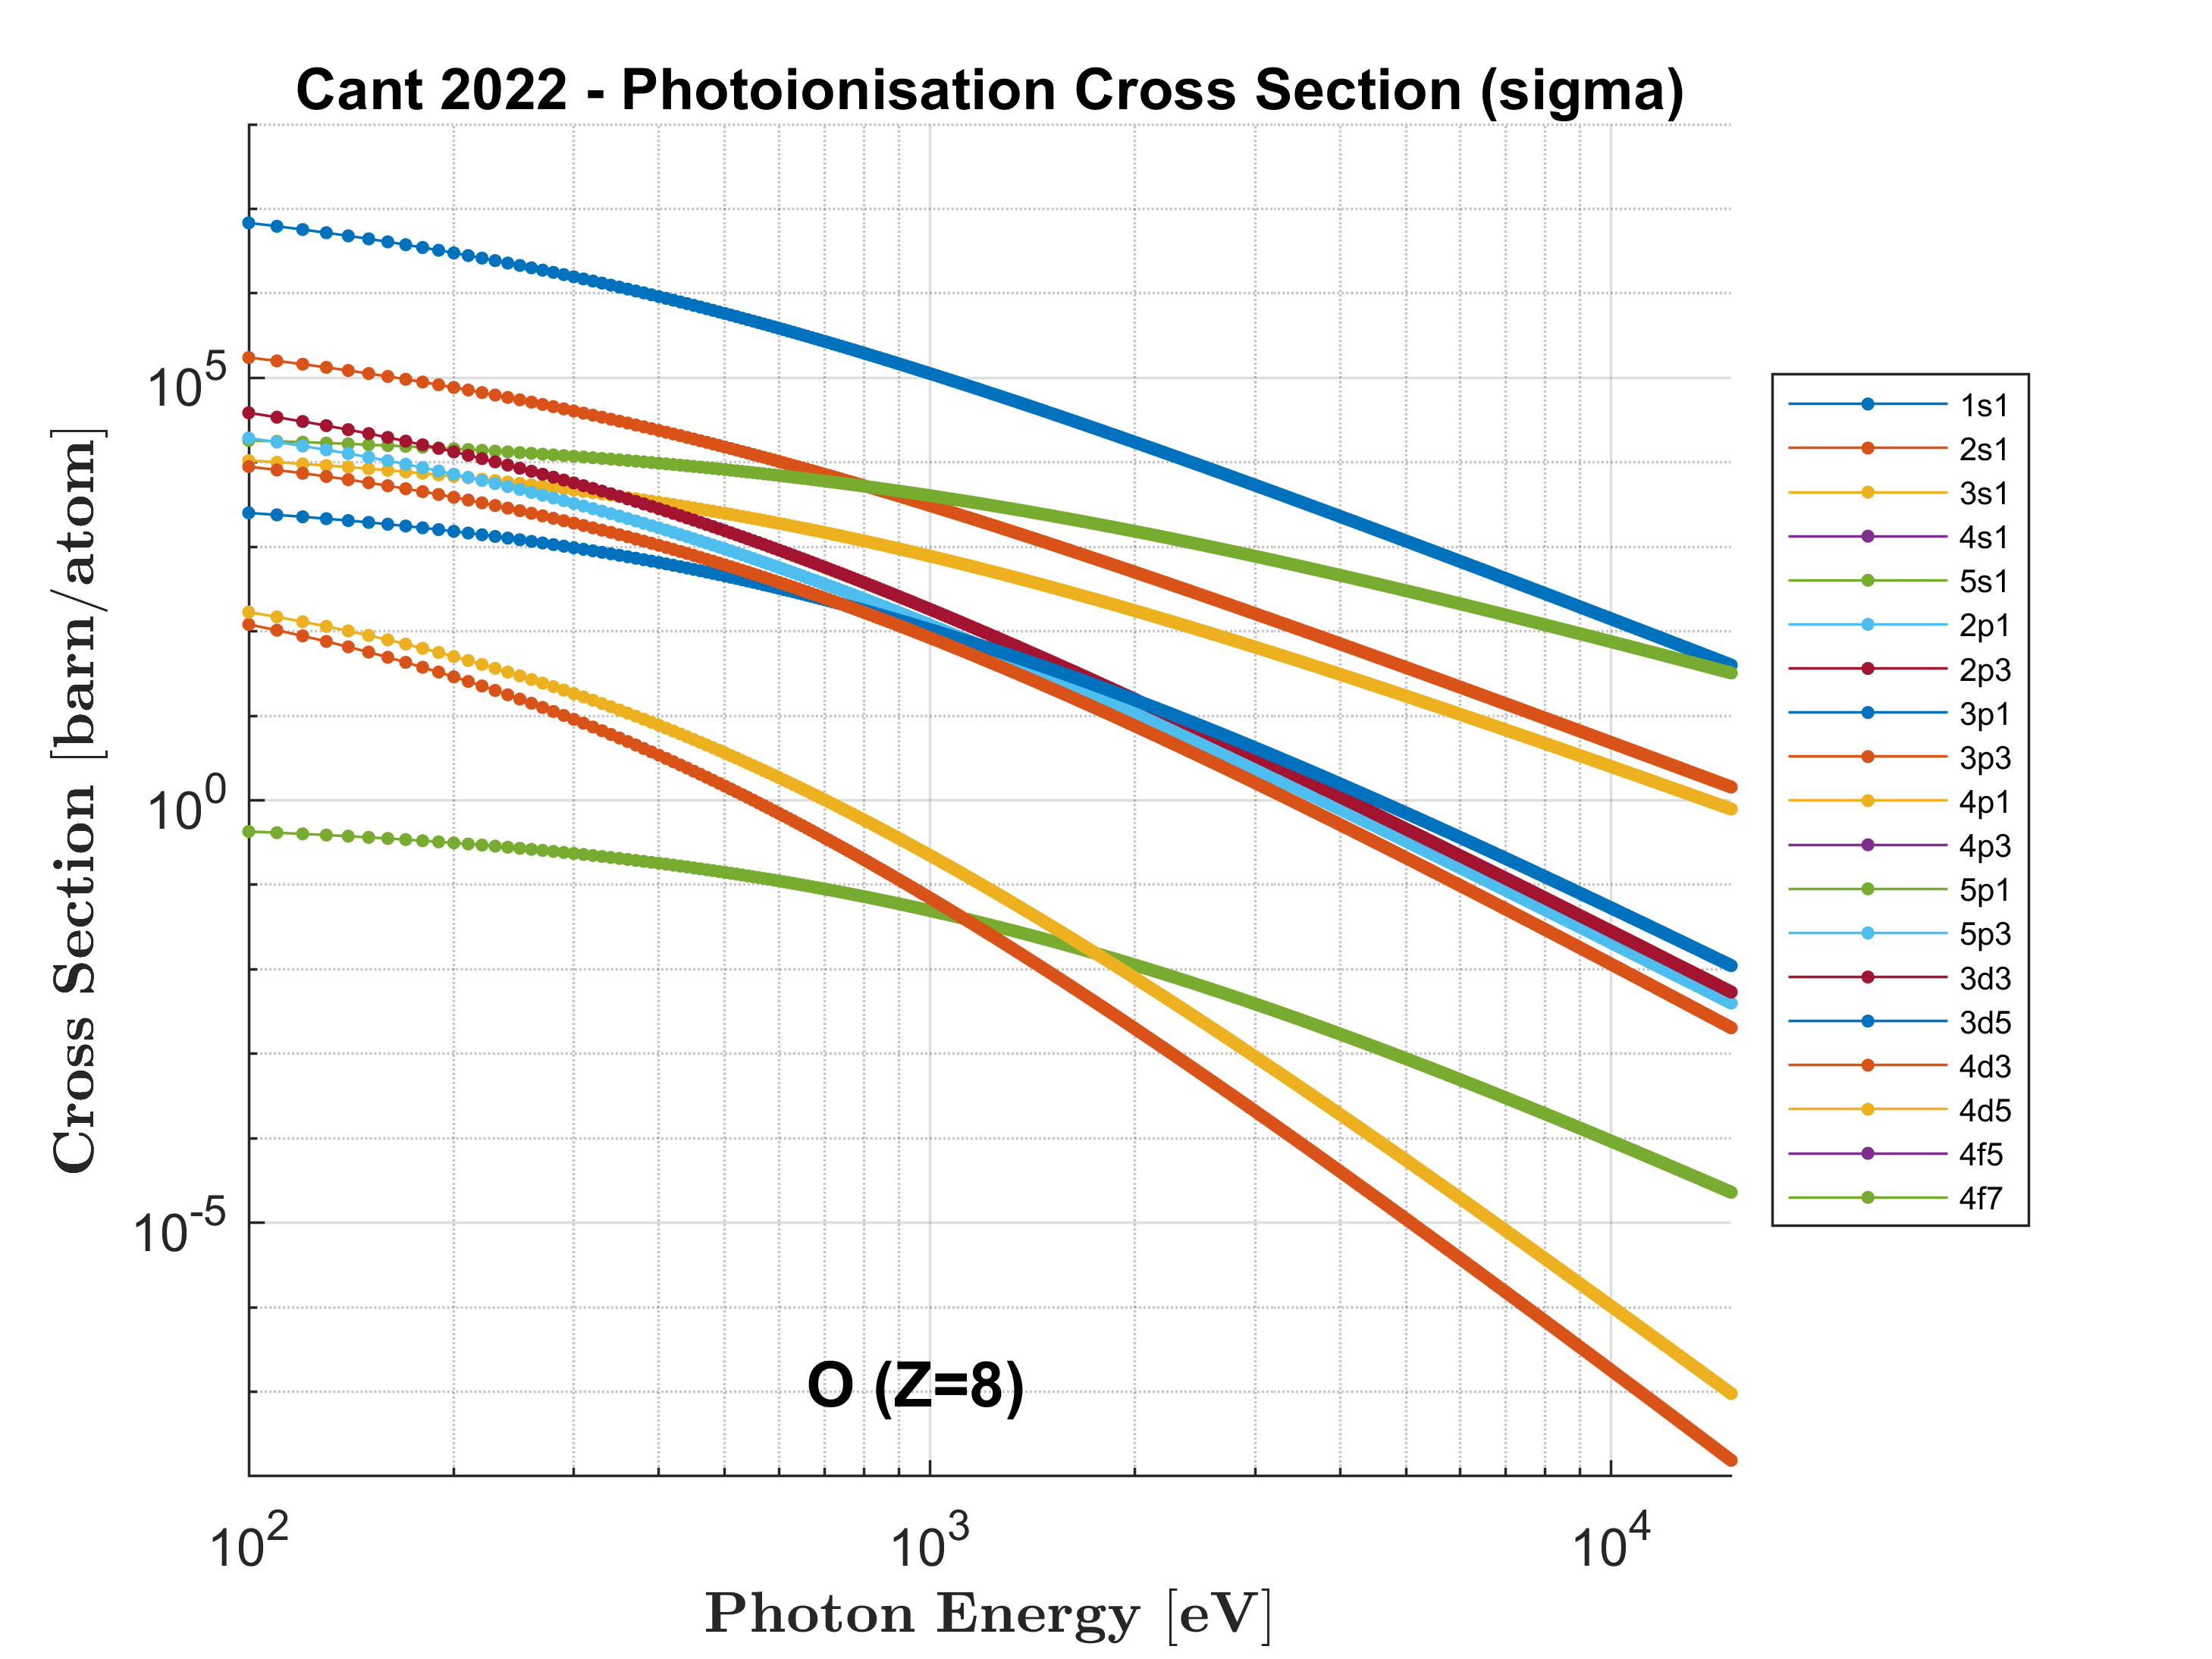 Cant 2022 - Photoionisation Cross Section (sigma)
Cross Section [barn/atom]
10^5
10^0
10^-5
O (Z=8)
10^2
10^3
10^4
Photon Energy [eV]
1s1
2s1
3s1
4s1
5s1
2p1
2p3
3p1
3p3
4p1
4p3
5p1
5p3
3d3
3d5
4d3
4d5
4f5
4f7